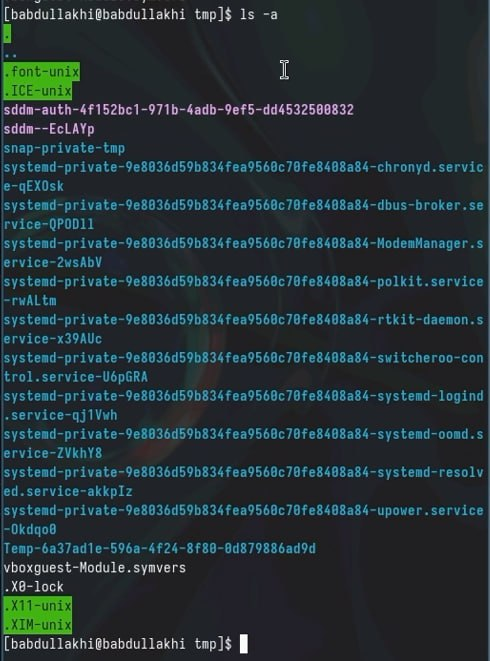 [babdullakhi@babdullakhi tmp]$ ls -a
.
..
.font-unix
.ICE-unix
sddm-auth-4f152bc1-971b-4adb-9ef5-dd4532500832
sddm--EcLAYp
snap-private-tmp
systemd-private-9e8036d59b834fea9560c70fe8408a84-chronyd.servic
e-qEXOsk
systemd-private-9e8036d59b834fea9560c70fe8408a84-dbus-broker.se
rvice-QPODll
systemd-private-9e8036d59b834fea9560c70fe8408a84-ModemManager.s
ervice-2wsAbV
systemd-private-9e8036d59b834fea9560c70fe8408a84-polkit.service
-rwALtm
systemd-private-9e8036d59b834fea9560c70fe8408a84-rtkit-daemon.s
ervice-x39AUc
systemd-private-9e8036d59b834fea9560c70fe8408a84-switcheroo-con
trol.service-U6pGRA
systemd-private-9e8036d59b834fea9560c70fe8408a84-systemd-logind
.service-qj1Vwh
systemd-private-9e8036d59b834fea9560c70fe8408a84-systemd-oomd.s
ervice-ZVkhY8
systemd-private-9e8036d59b834fea9560c70fe8408a84-systemd-resolv
ed.service-akkpIz
systemd-private-9e8036d59b834fea9560c70fe8408a84-upower.service
-Okdqo0
Temp-6a37ad1e-596a-4f24-8f80-0d879886ad9d
vboxguest-Module.symvers
.X0-lock
.X11-unix
.XIM-unix
[babdullakhi@babdullakhi tmp]$